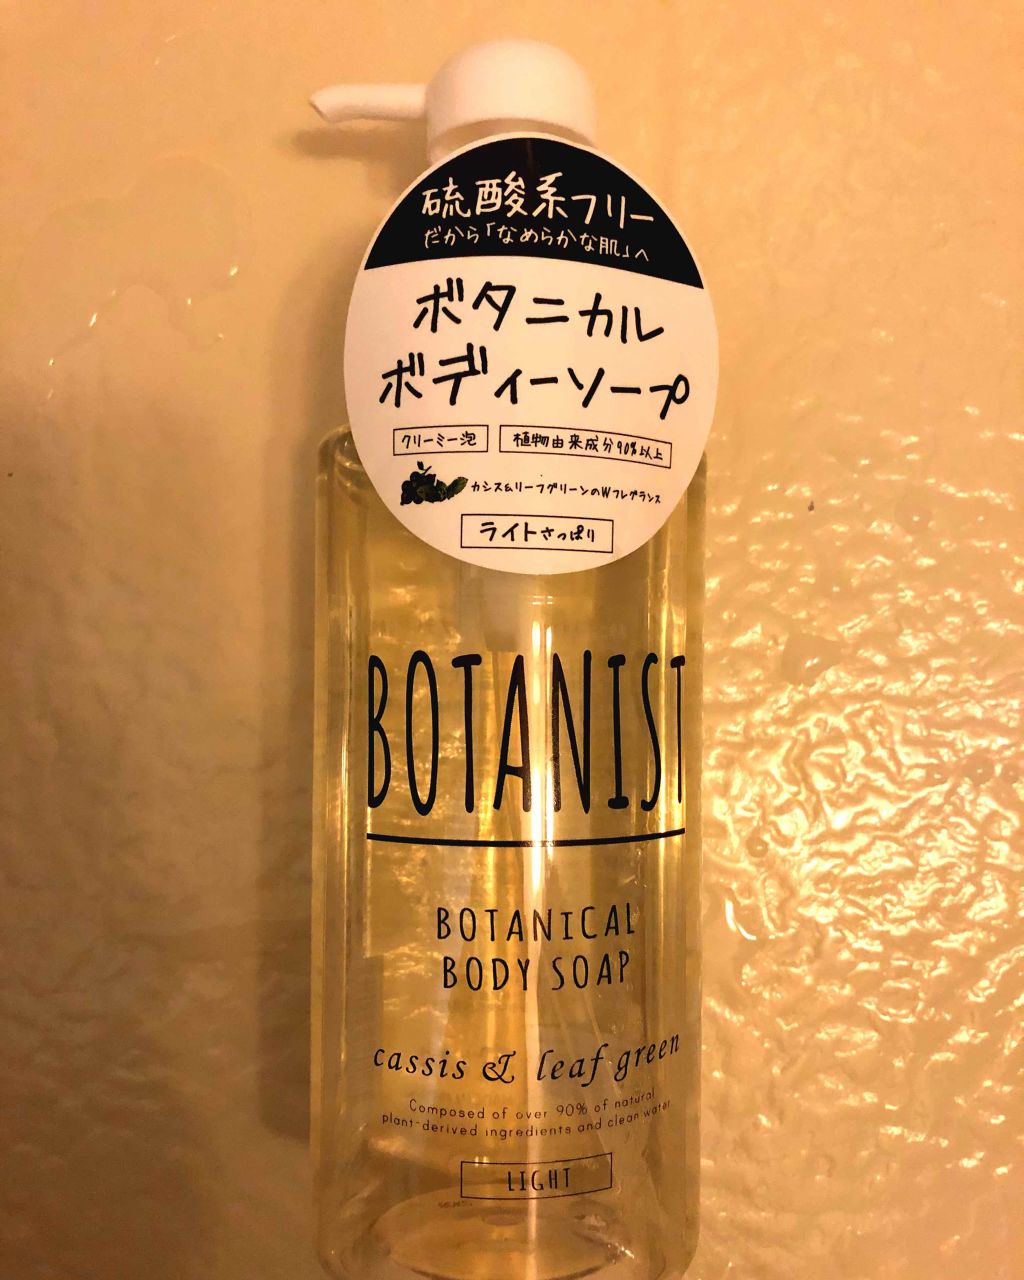 硫酸系フリー
だから「なめらかな肌」へ
ボタニカル
ボディーソープ
クリーミー泡
植物由来成分90%以上
カシス&リーフグリーンのWフレグランス
ライトさっぱり
BOTANIST
BOTANICAL
BODY SOAP
cassis & leaf green
Composed of over 90% of natural
plant-derived ingredients and clean water
LIGHT